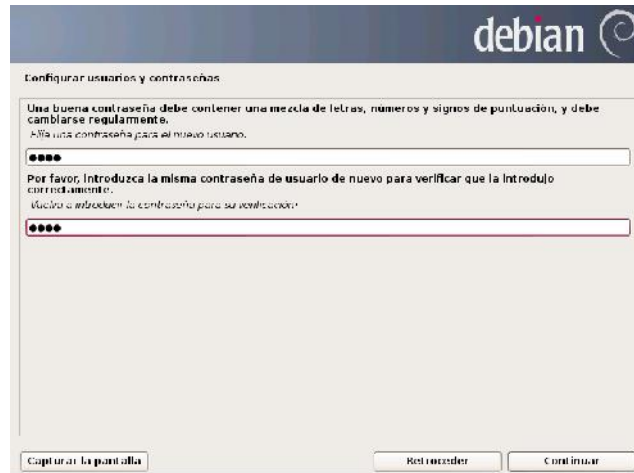 debian
Configurar usuarios y contraseñas
Una buena contraseña debe contener una mezcla de letras, números y signos de puntuación, y debe
cambiarse regularmente.
Elija una contraseña para el nuevo usuario:
Por favor, introduzca la misma contraseña de usuario de nuevo para verificar que la introdujo
correctamente.
Vuelva a introducir la contraseña para su verificación:
Capturar la pantalla
Retroceder
Continuar